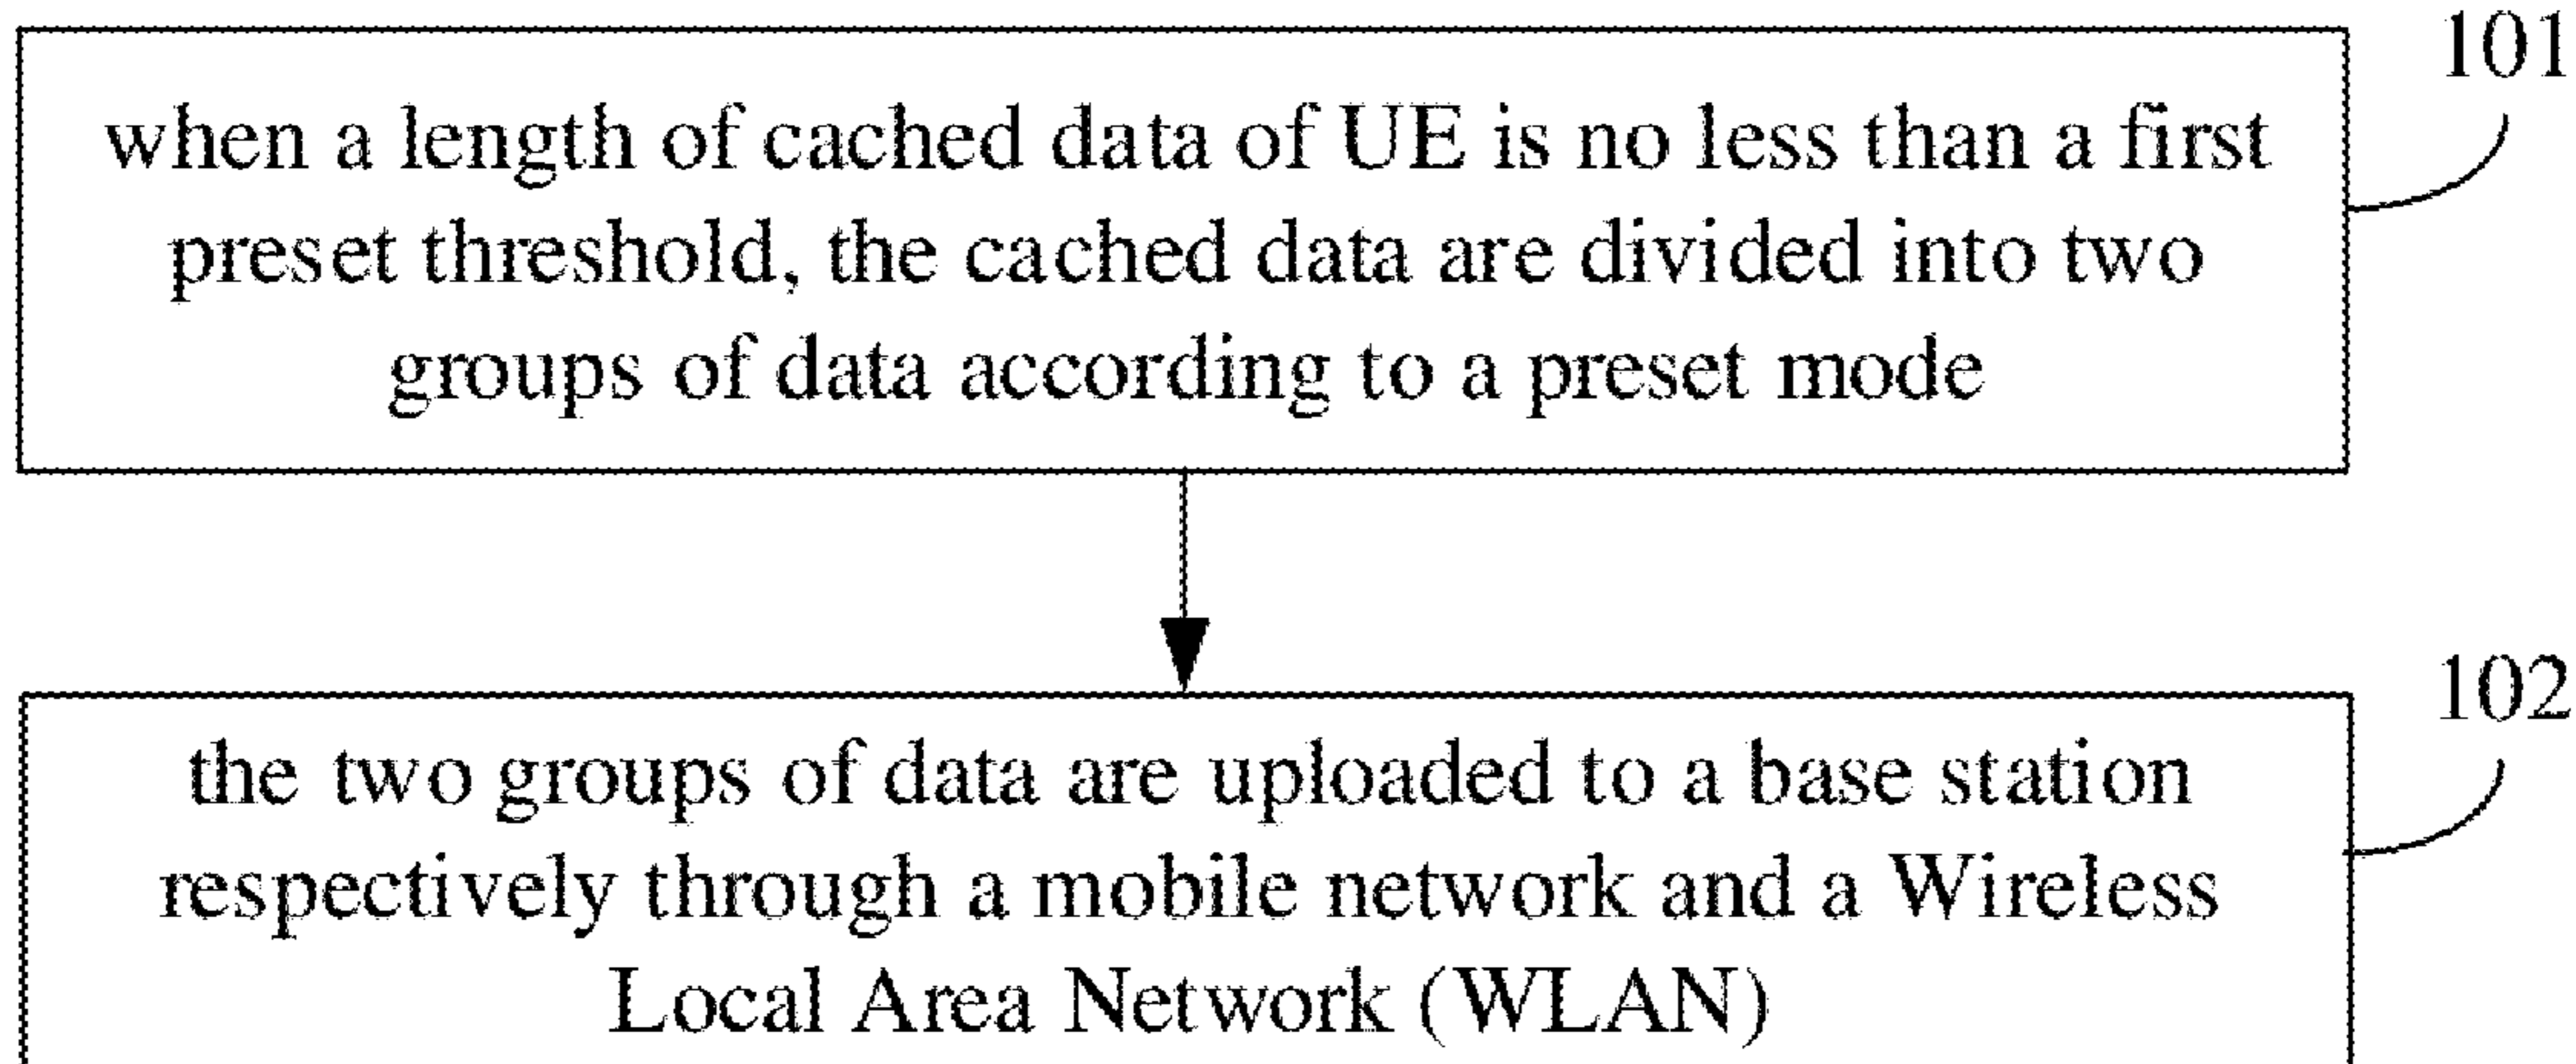 101
when a length of cached data of UE is no less than a first
preset threshold, the cached data are divided into two
groups of data according to a preset mode
102
the two groups of data are uploaded to a base station
respectively through a mobile network and a Wireless
Local Area Network (WLAN)